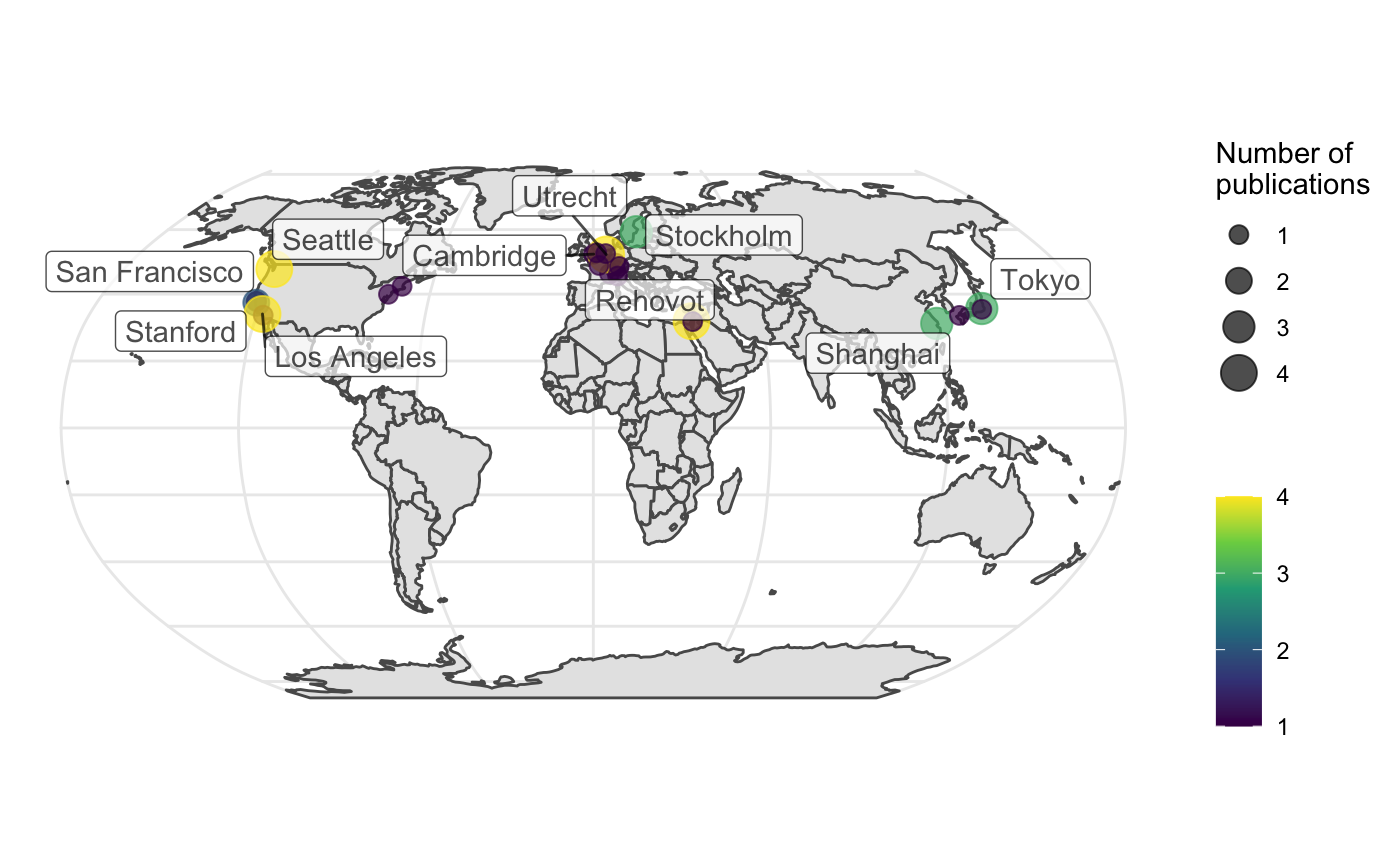 Utrecht
Seattle
Stockholm
Cambridge
San Francisco
Tokyo
Rehovot
Stanford
Los Angeles
Shanghai
Number of
publications
1
2
3
4
4
3
2
1